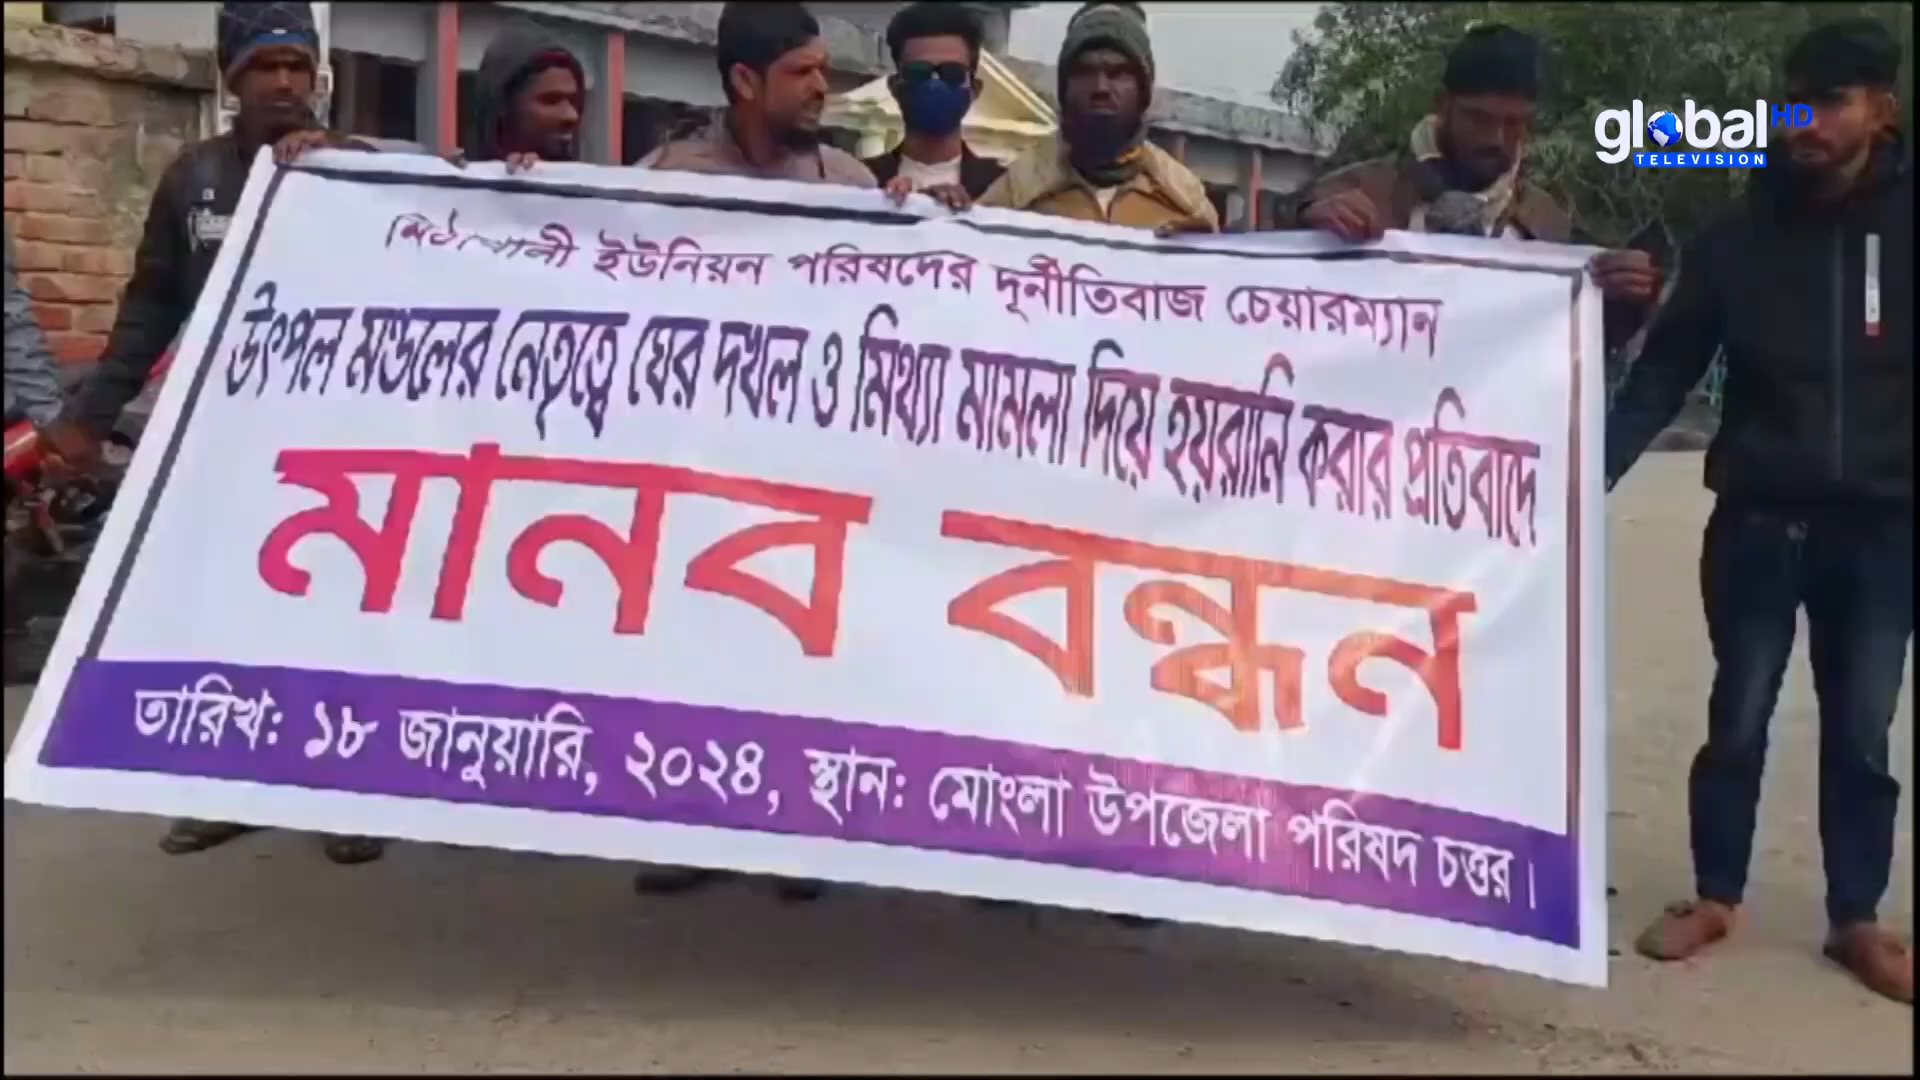 global HD
TELEVISION
ইউনিয়ন পরিষদের দূর্নীতিবাজ চেয়ারম্যান
উৎপল মণ্ডলের নেতৃত্বে ঘের দখল ও মিথ্যা মামলা দিয়ে হয়রানি করার প্রতিবাদে
মানব বন্ধন
তারিখ: ১৮ জানুয়ারি, ২০২৪, স্থান: মোংলা উপজেলা পরিষদ চত্তর।